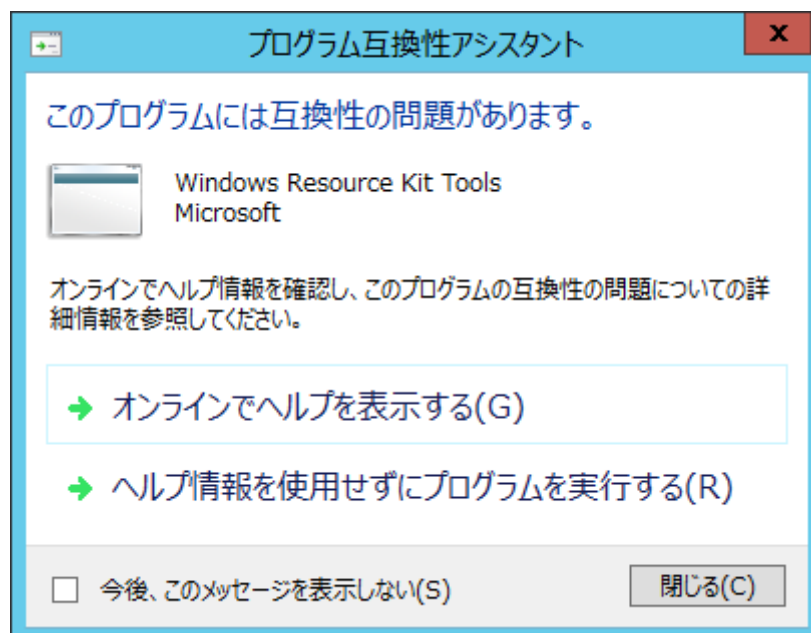 プログラム互換性アシスタント
x
このプログラムには互換性の問題があります。
Windows Resource Kit Tools
Microsoft
オンラインでヘルプ情報を確認し、このプログラムの互換性の問題についての詳
細情報を参照してください。
オンラインでヘルプを表示する(G)
ヘルプ情報を使用せずにプログラムを実行する(R)
今後、このメッセージを表示しない(S)
閉じる(C)